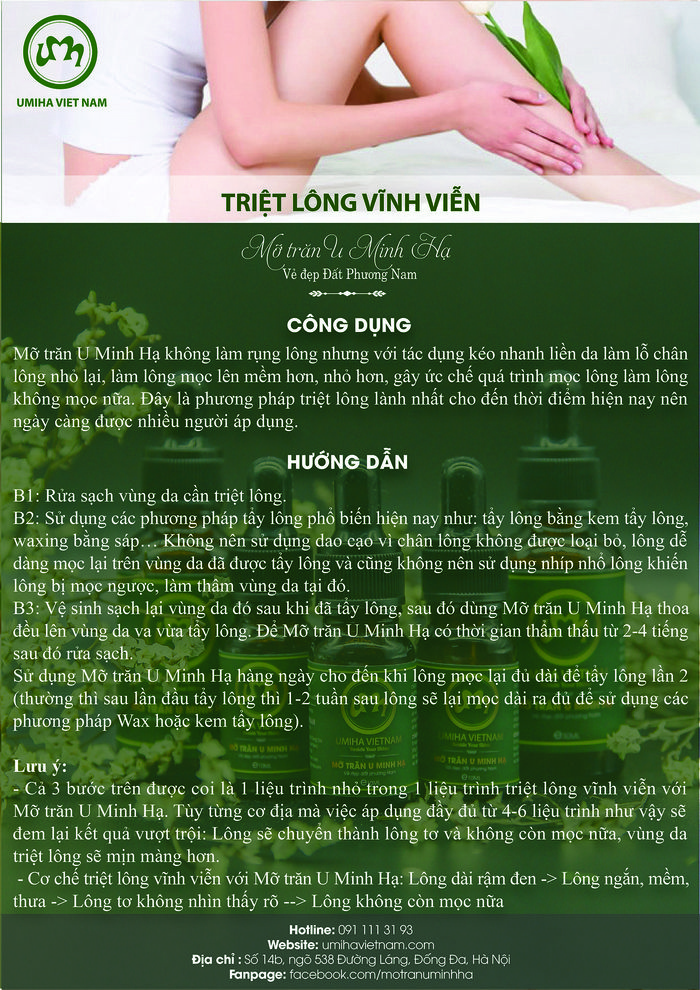 UMIHA VIET NAM
TRIỆT LÔNG VĨNH VIỄN
Mỡ trăn U Minh Hạ
Vẻ đẹp Đất Phương Nam
CÔNG DỤNG
Mỡ trăn U Minh Hạ không làm rụng lông nhưng với tác dụng kéo nhanh liền da làm lỗ chân
lông nhỏ lại, làm lông mọc lên mềm hơn, nhỏ hơn, gây ức chế quá trình mọc lông làm lông
không mọc nữa. Đây là phương pháp triệt lông lành nhất cho đến thời điểm hiện nay nên
ngày càng được nhiều người áp dụng.
HƯỚNG DẪN
B1: Rửa sạch vùng da cần triệt lông.
B2: Sử dụng các phương pháp tẩy lông phổ biến hiện nay như: tẩy lông bằng kem tẩy lông,
waxing bằng sáp… Không nên sử dụng dao cạo vì chân lông không được loại bỏ, lông dễ
dàng mọc lại trên vùng da đã được tẩy lông và cũng không nên sử dụng nhíp nhổ lông khiến
lông bị mọc ngược, làm thâm vùng da tại đó.
B3: Vệ sinh sạch lại vùng da đó sau khi đã tẩy lông, sau đó dùng Mỡ trăn U Minh Hạ thoa
đều lên vùng da va vừa tẩy lông. Để Mỡ trăn U Minh Hạ có thời gian thẩm thấu từ 2-4 tiếng
sau đó rửa sạch.
Sử dụng Mỡ trăn U Minh Hạ hàng ngày cho đến khi lông mọc lại đủ dài để tẩy lông lần 2
(thường thì sau lần đầu tẩy lông thì 1-2 tuần sau lông sẽ lại mọc dài ra đủ để sử dụng các
phương pháp Wax hoặc kem tẩy lông).
UMIHA VIETNAM
MỠ TRĂN U MINH HẠ
Lưu ý:
- Cả 3 bước trên được coi là 1 liệu trình nhỏ trong 1 liệu trình triệt lông vĩnh viễn với
Mỡ trăn U Minh Hạ. Tùy từng cơ địa mà việc áp dụng đầy đủ từ 4-6 liệu trình như vậy sẽ
đem lại kết quả vượt trội: Lông sẽ chuyển thành lông tơ và không còn mọc nữa, vùng da
triệt lông sẽ mịn màng hơn.
- Cơ chế triệt lông vĩnh viễn với Mỡ trăn U Minh Hạ: Lông dài rậm đen -> Lông ngắn, mềm,
thưa -> Lông tơ không nhìn thấy rõ --> Lông không còn mọc nữa
Hotline: 091 111 31 93
Website: umihavietnam.com
Địa chỉ : Số 14b, ngõ 538 Đường Láng, Đống Đa, Hà Nội
Fanpage: facebook.com/motranuminhha